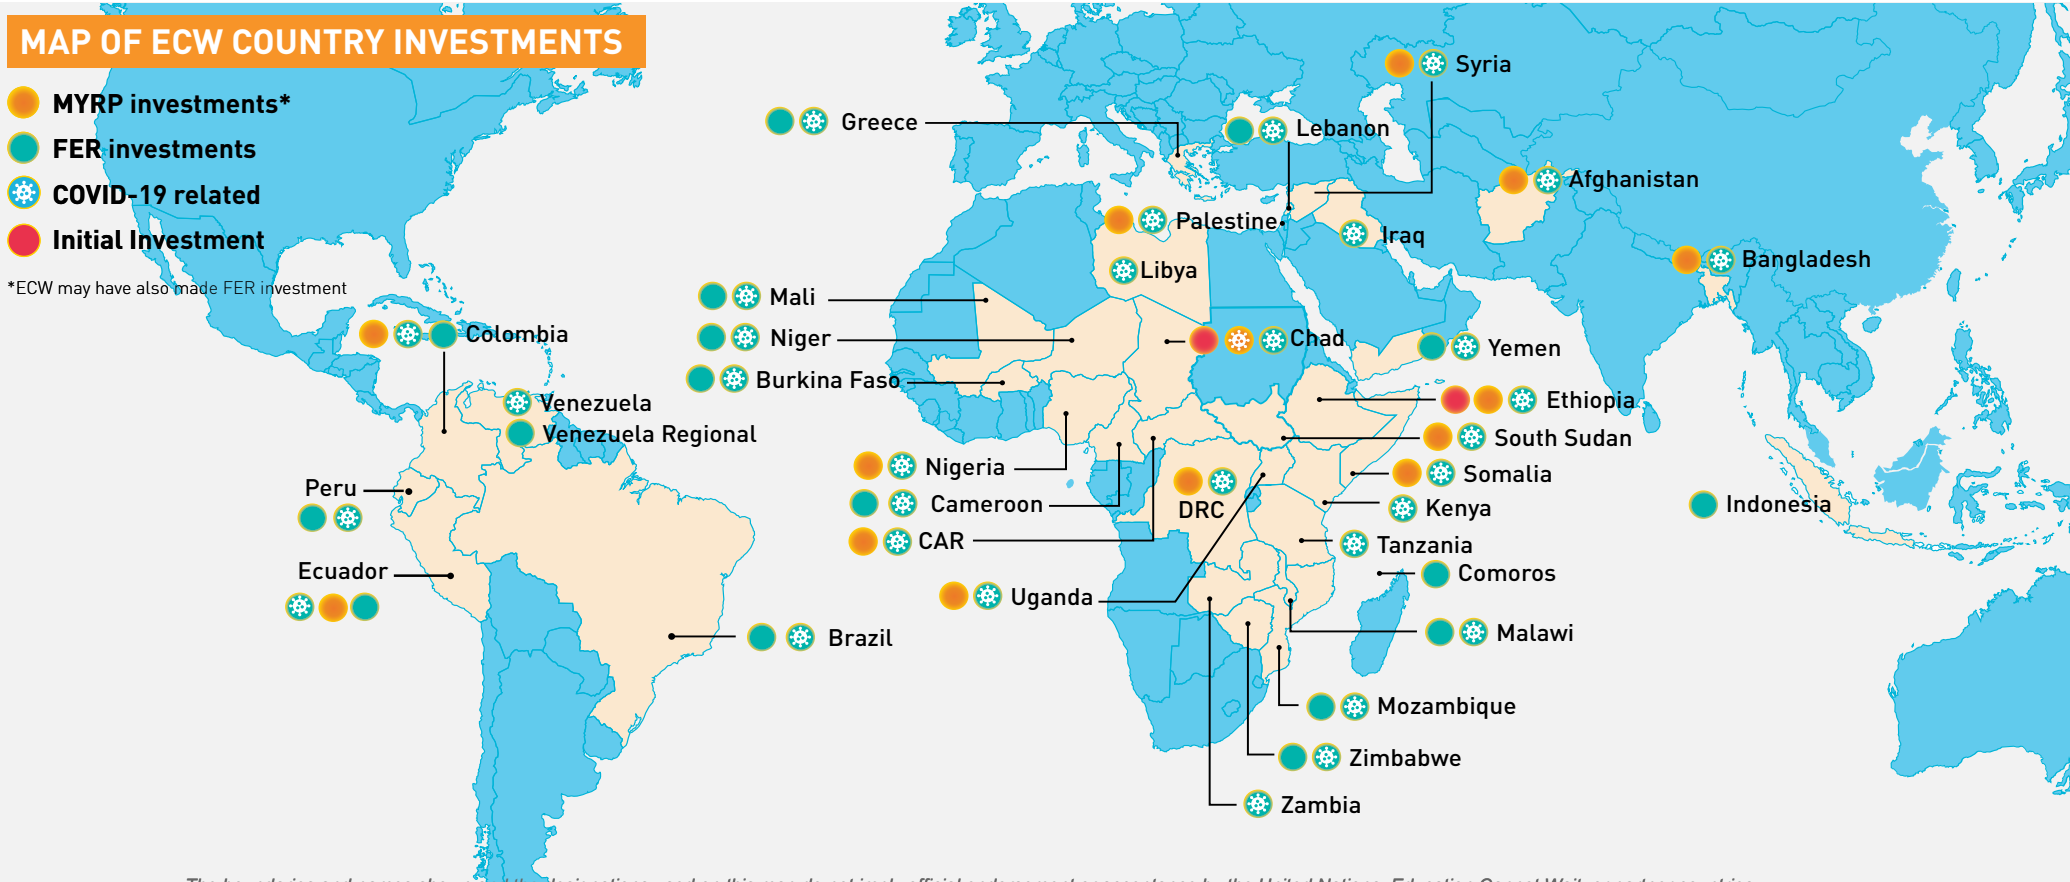 MAP OF ECW COUNTRY INVESTMENTS
MYRP investments*
FER investments
COVID-19 related
Initial Investment
*ECW may have also made FER investment
Syria
Greece
Lebanon
Afghanistan
Palestine
Iraq
Bangladesh
Libya
Mali
Colombia
Niger
Chad
Yemen
Burkina Faso
Venezuela
Ethiopia
Venezuela Regional
South Sudan
Nigeria
Somalia
Peru
Cameroon
DRC
Kenya
Indonesia
CAR
Tanzania
Ecuador
Comoros
Uganda
Malawi
Brazil
Mozambique
Zimbabwe
Zambia